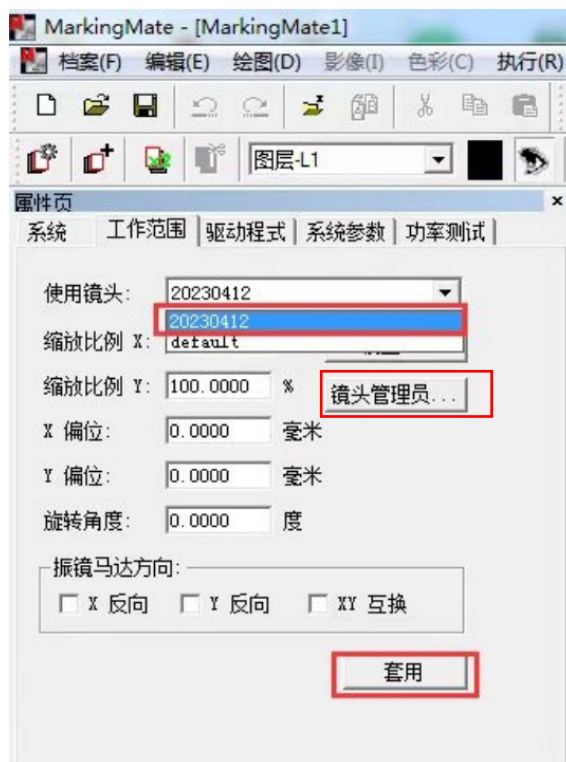 MarkingMate - [MarkingMate1]
档案(F) 编辑(E) 绘图(D) 影像(I) 色彩(C) 执行(R)
图层-L1
属性页 ×
系统 工作范围 驱动程式 系统参数 功率测试
使用镜头: 20230412
20230412
缩放比例 X: default
缩放比例 Y: 100.0000 % 镜头管理员...
X 偏位: 0.0000 毫米
Y 偏位: 0.0000 毫米
旋转角度: 0.0000 度
振镜马达方向:
X 反向 Y 反向 XY 互换
套用